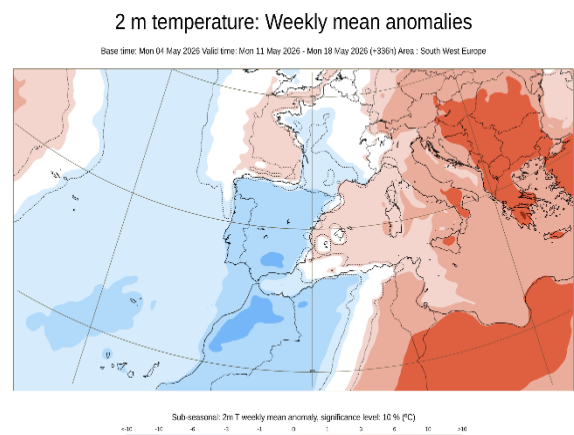 2 m temperature: Weekly mean anomalies
Base time: Mon 04 May 2026 Valid time: Mon 11 May 2026 - Mon 18 May 2026 (+336h) Area : South West Europe
Sub-seasonal: 2m T weekly mean anomaly, significance level: 10 % (ºC)
<-10 -10 -6 -3 -1 0 1 3 6 10 >10